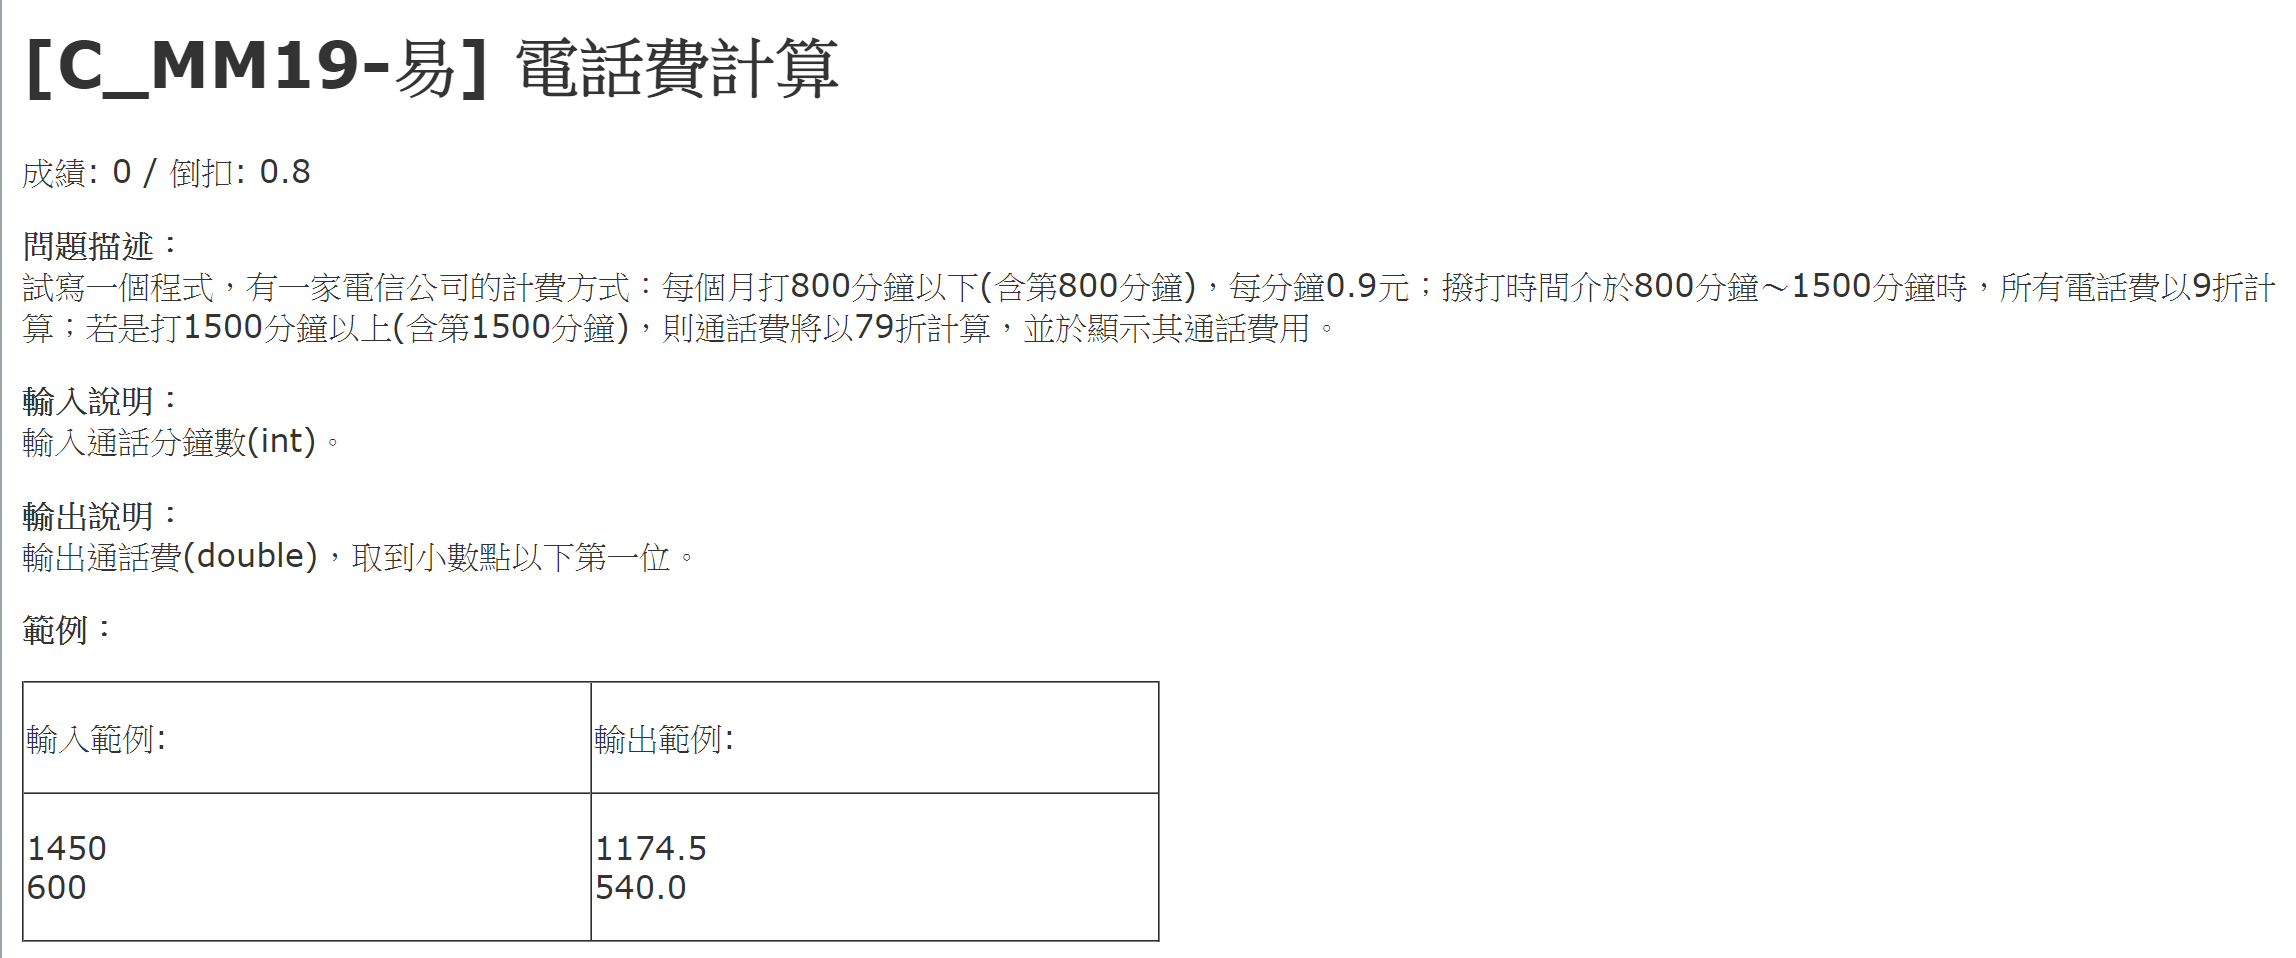 [C_MM19-易] 電話費計算
成績: 0 / 倒扣: 0.8
問題描述：
試寫一個程式，有一家電信公司的計費方式：每個月打800分鐘以下(含第800分鐘)，每分鐘0.9元；撥打時間介於800分鐘～1500分鐘時，所有電話費以9折計
算；若是打1500分鐘以上(含第1500分鐘)，則通話費將以79折計算，並於顯示其通話費用。
輸入說明：
輸入通話分鐘數(int)。
輸出說明：
輸出通話費(double)，取到小數點以下第一位。
範例：
輸入範例:
輸出範例:
1450
600
1174.5
540.0